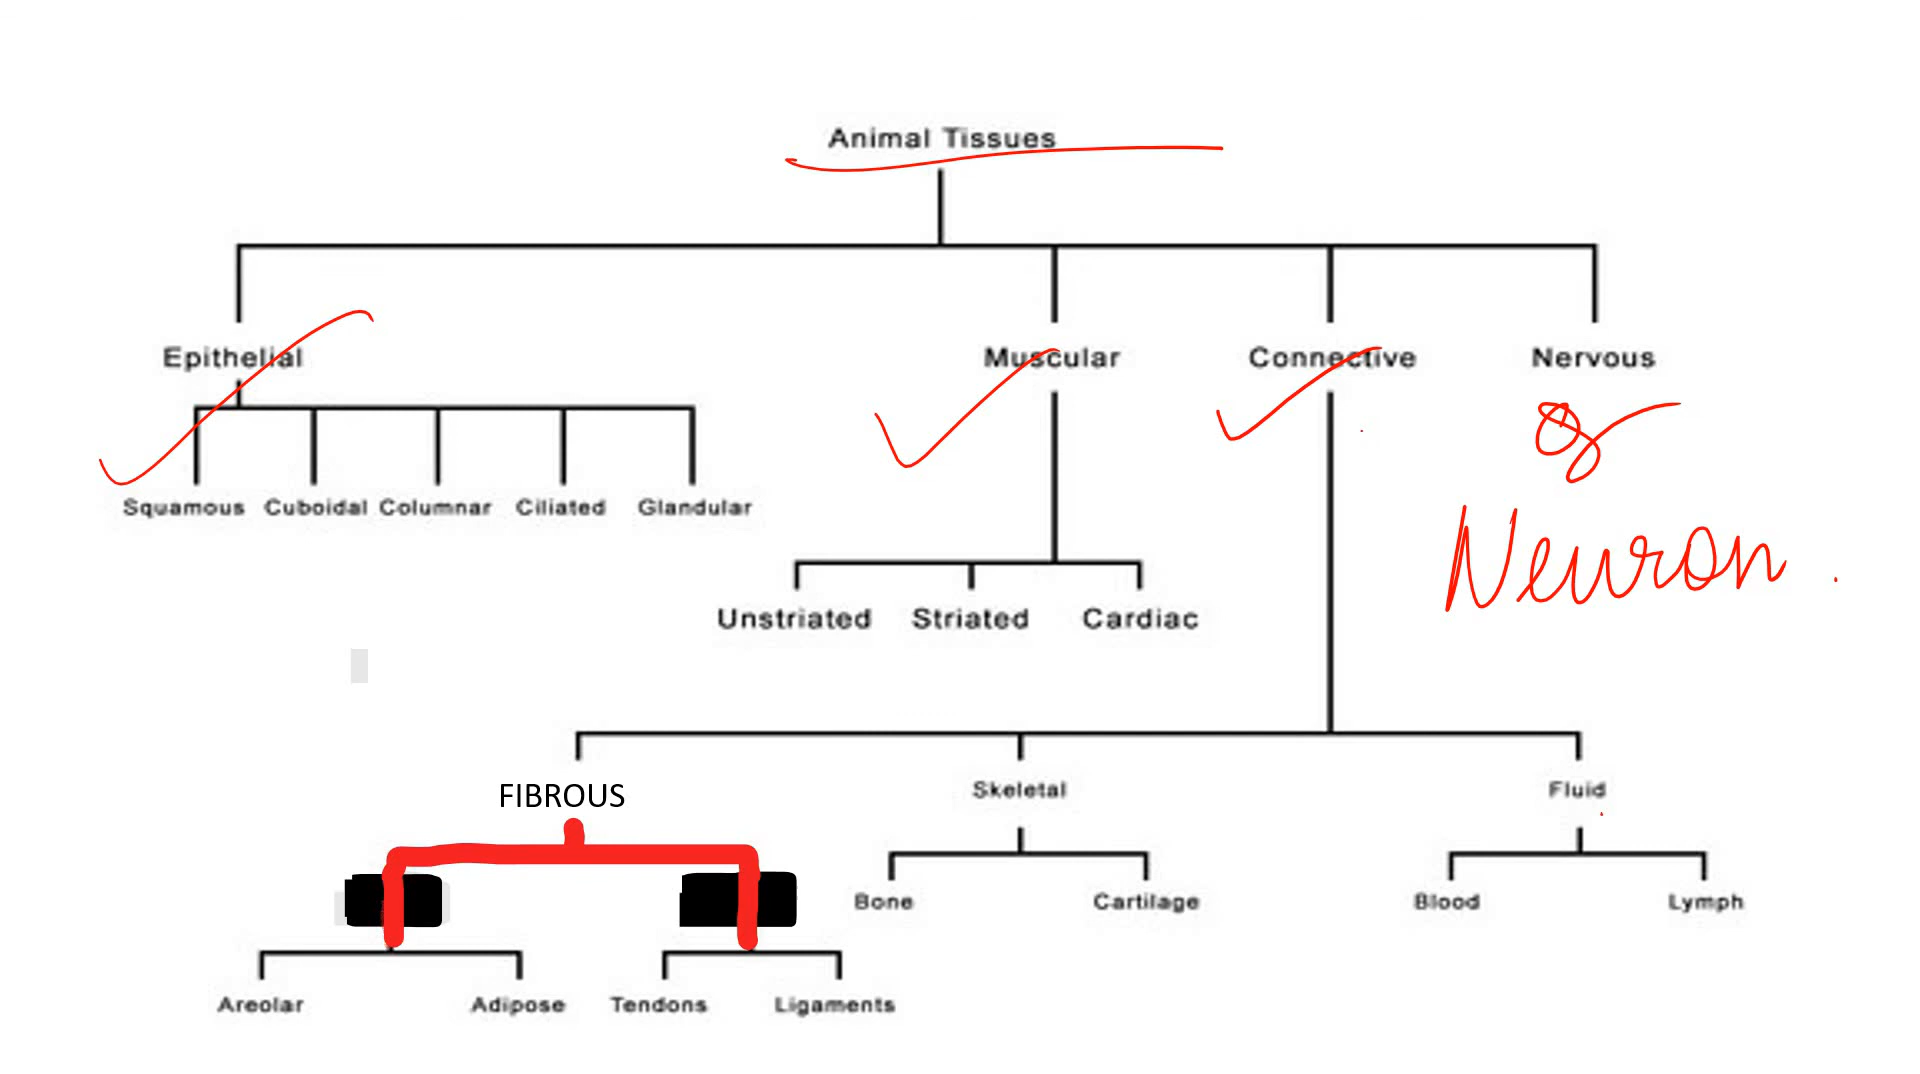 Animal Tissues
Epithelial Muscular Connective Nervous
Squamous Cuboidal Columnar Ciliated Glandular
Neuron
Unstriated Striated Cardiac
FIBROUS Skeletal Fluid
Bone Cartilage Blood Lymph
Areolar Adipose Tendons Ligaments